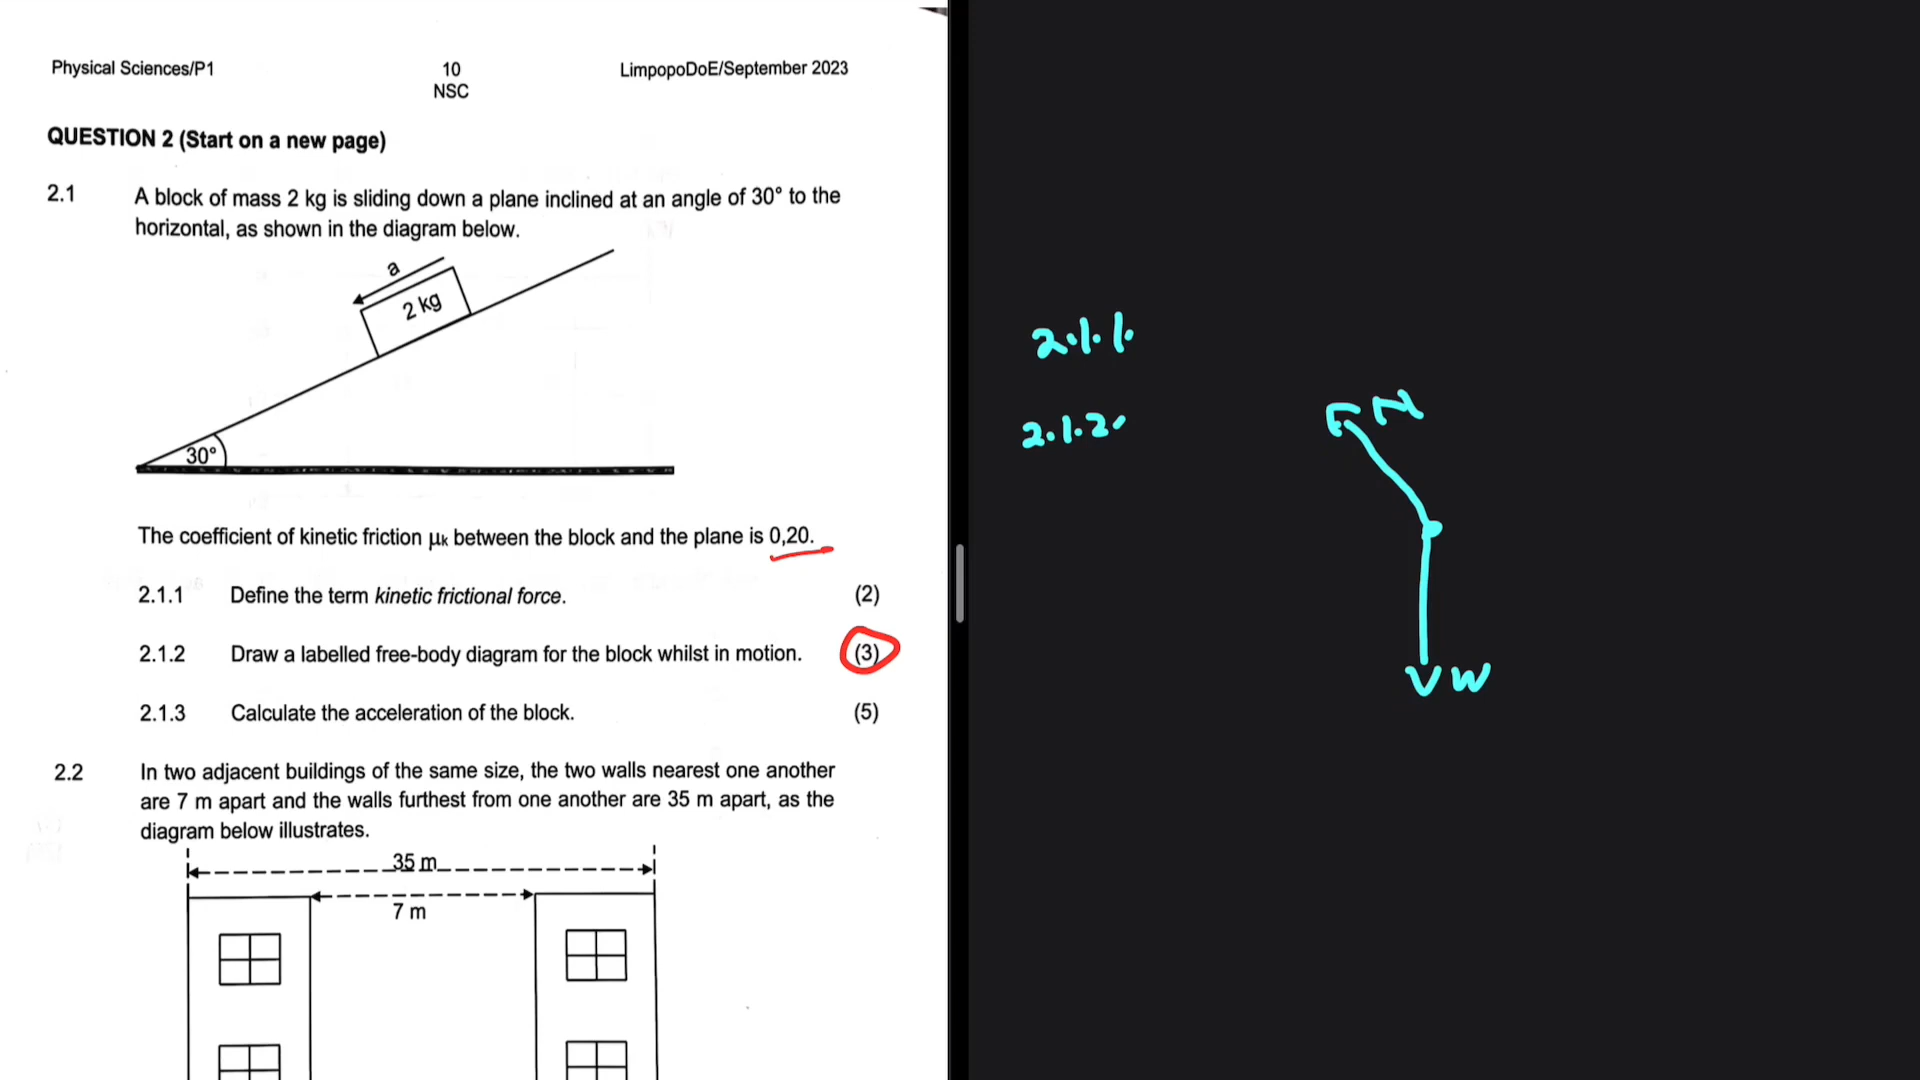 Physical Sciences/P1
10
LimpopoDoE/September 2023
NSC
QUESTION 2 (Start on a new page)
2.1 A block of mass 2 kg is sliding down a plane inclined at an angle of 30° to the
horizontal, as shown in the diagram below.
a
2 kg
30°
The coefficient of kinetic friction μk between the block and the plane is 0,20.
2.1.1 Define the term kinetic frictional force. (2)
2.1.2 Draw a labelled free-body diagram for the block whilst in motion. (3)
2.1.3 Calculate the acceleration of the block. (5)
2.2 In two adjacent buildings of the same size, the two walls nearest one another
are 7 m apart and the walls furthest from one another are 35 m apart, as the
diagram below illustrates.
35 m
7 m
2.1.1.
2.1.2.
N
W